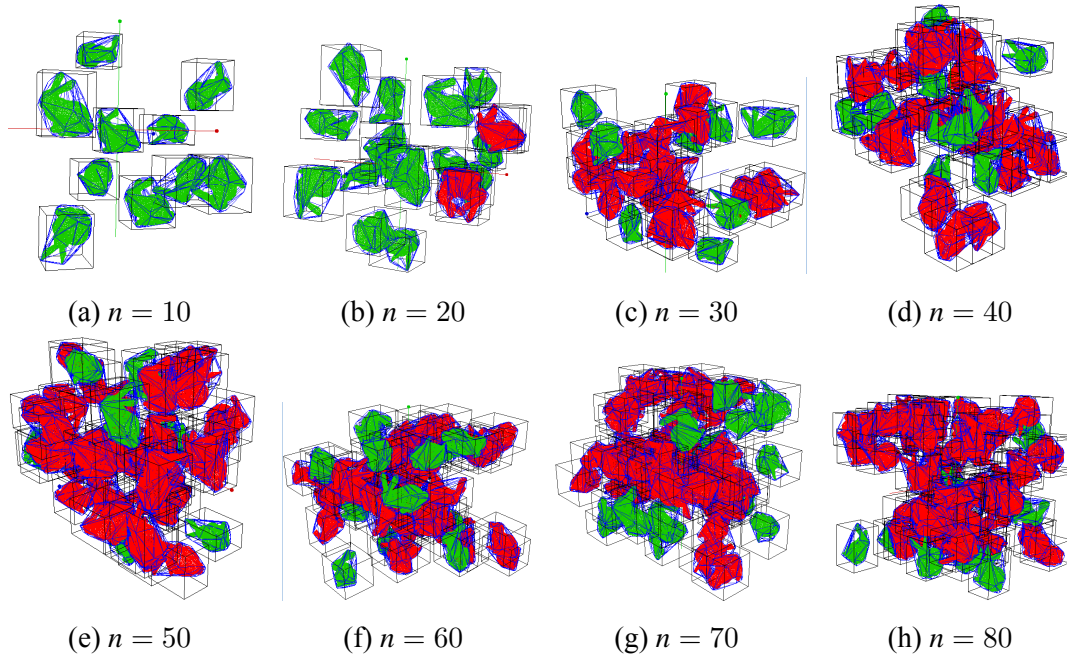 (a) n = 10
(b) n = 20
(c) n = 30
(d) n = 40
(e) n = 50
(f) n = 60
(g) n = 70
(h) n = 80